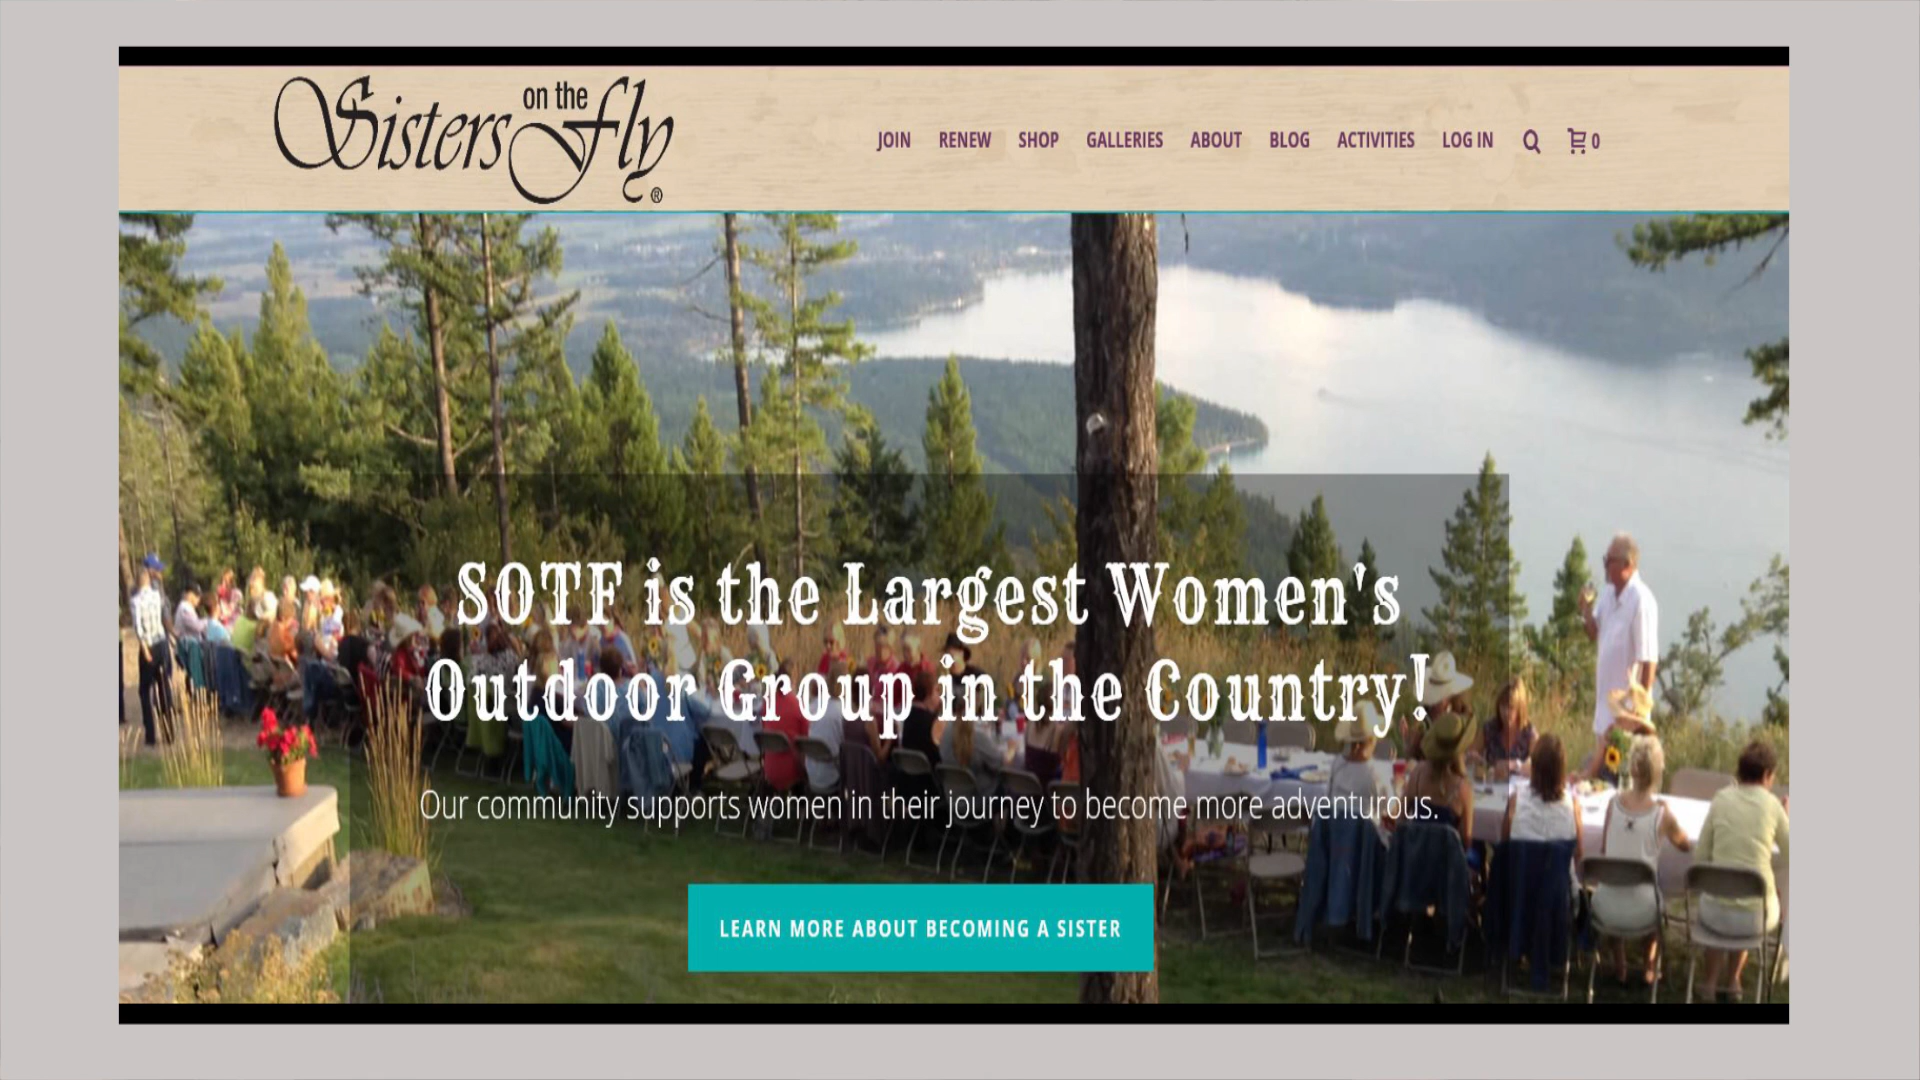 Sisters on the Fly ®
JOIN RENEW SHOP GALLERIES ABOUT BLOG ACTIVITIES LOG IN 0
SOTF is the Largest Women's
Outdoor Group in the Country!
Our community supports women in their journey to become more adventurous.
LEARN MORE ABOUT BECOMING A SISTER